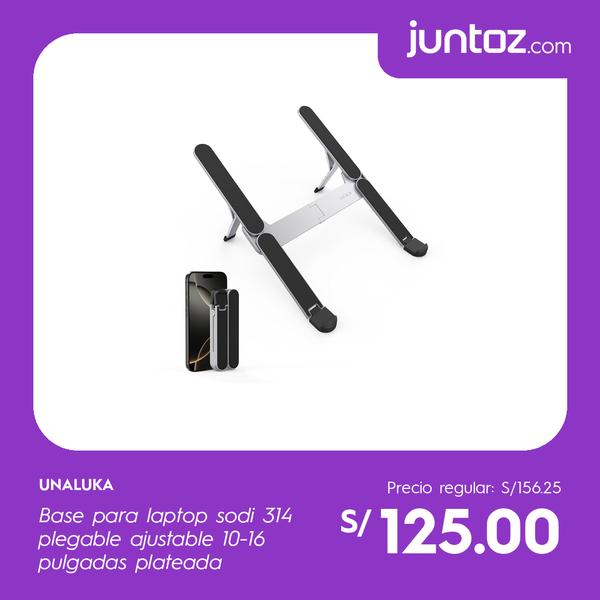 juntoz.com
UNALUKA
Base para laptop sodi 314
plegable ajustable 10-16
pulgadas plateada
Precio regular: S/156.25
S/125.00